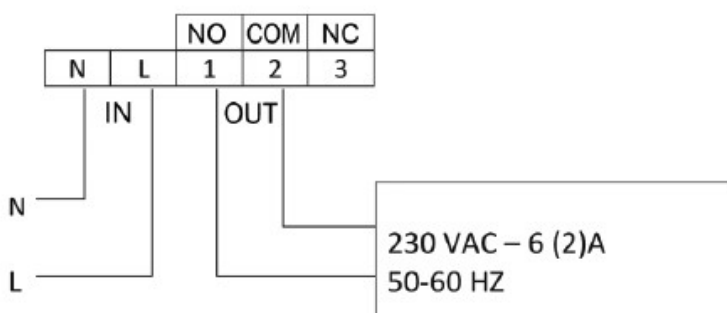 NO COM NC
N L 1 2 3
IN OUT
N
230 VAC – 6 (2)A
L 50-60 HZ